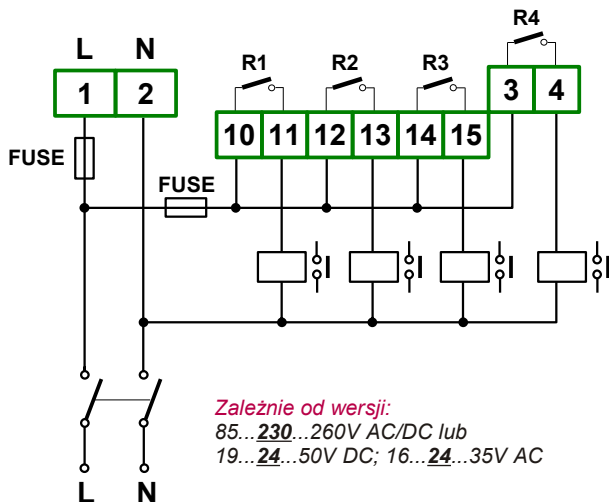 L N
R1 R2 R3 R4
1 2
3 4
10 11 12 13 14 15
FUSE
FUSE
I I I I
Zależnie od wersji:
85...230...260V AC/DC lub
19...24...50V DC; 16...24...35V AC
L N